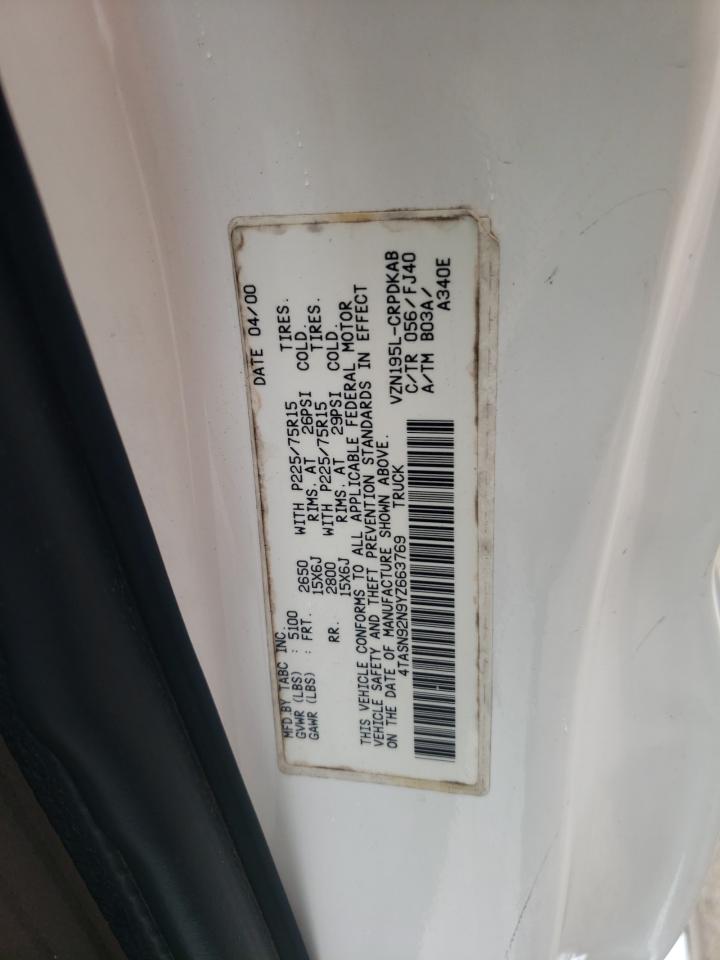 MFD BY TABC INC. DATE 04/00
GVWR (LBS) : 5100
GAWR (LBS) : FRT. 2650 WITH P225/75R15 TIRES.
15X6J RIMS. AT 26PSI COLD.
RR. 2800 WITH P225/75R15 TIRES.
15X6J RIMS. AT 29PSI COLD.
THIS VEHICLE CONFORMS TO ALL APPLICABLE FEDERAL MOTOR
VEHICLE SAFETY AND THEFT PREVENTION STANDARDS IN EFFECT
ON THE DATE OF MANUFACTURE SHOWN ABOVE.
4TASN92N9YZ663769 TRUCK VZN195L-CRPDKAB
C/TR 056/FJ40
A/TM B03A/
A340E